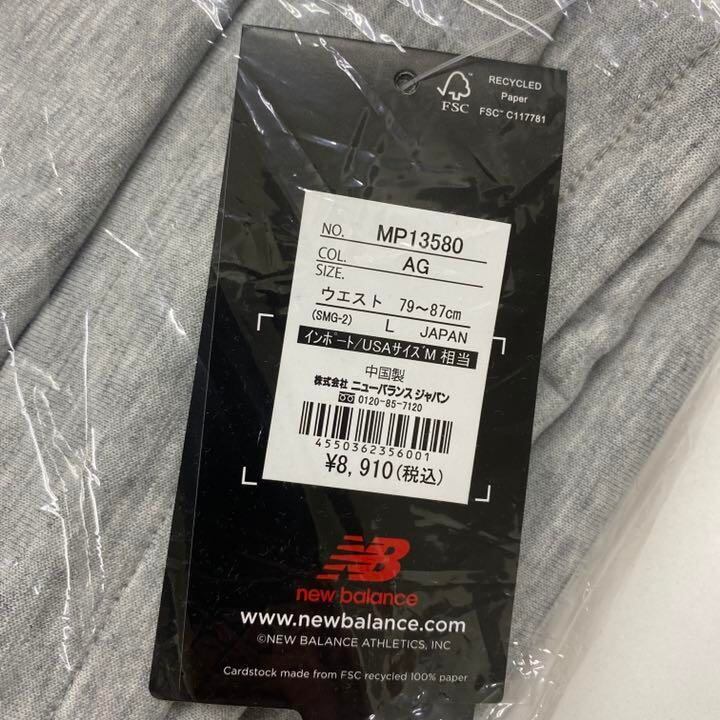 FSC
RECYCLED
Paper
FSC™ C117781
NO. MP13580
COL. AG
SIZE.
ウエスト 79～87cm
(SMG-2) L JAPAN
インポート/USAサイズM 相当
中国製
株式会社 ニューバランス ジャパン
0120-85-7120
4550362356001
¥8,910(税込)
NB
new balance
www.newbalance.com
©NEW BALANCE ATHLETICS, INC
Cardstock made from FSC recycled 100% paper